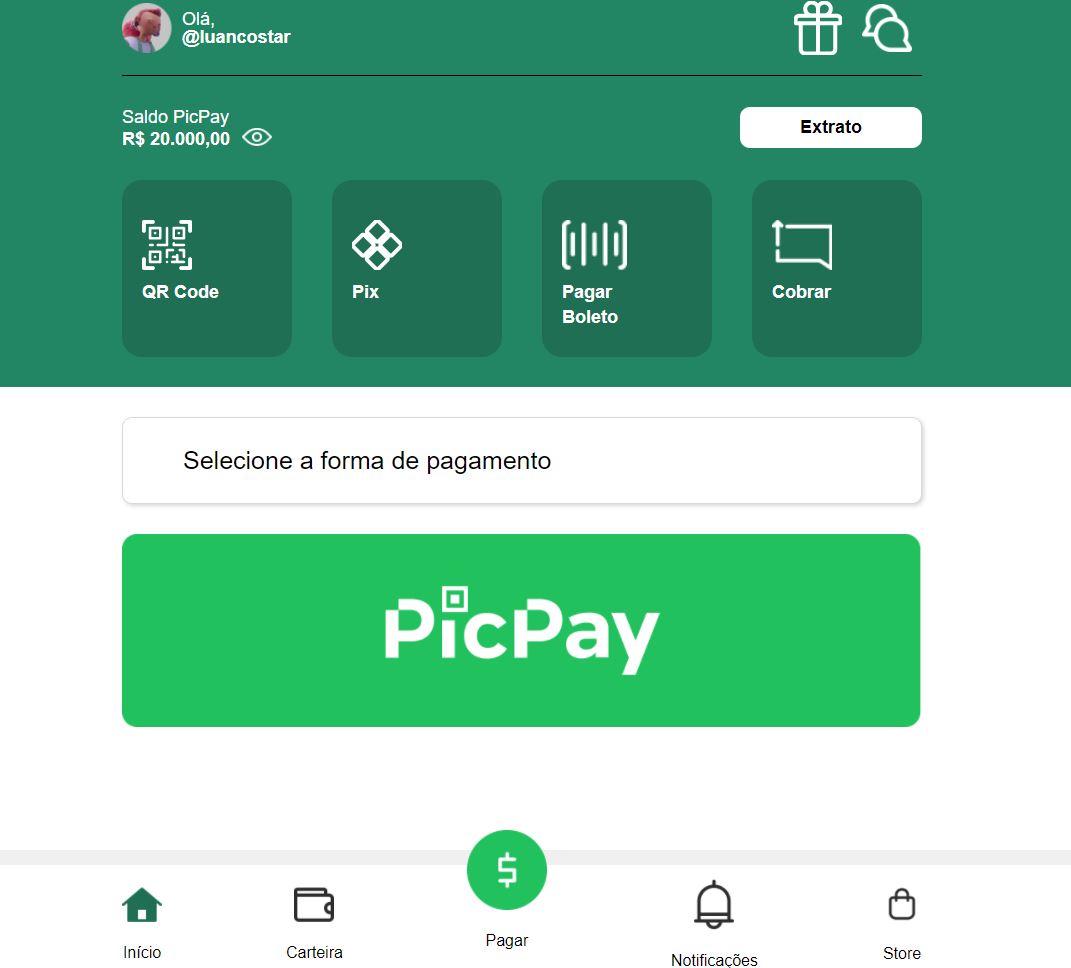 Olá,
@luancostar
Saldo PicPay
R$ 20.000,00
Extrato
QR Code
Pix
Pagar
Boleto
Cobrar
Selecione a forma de pagamento
PicPay
Início
Carteira
Pagar
Notificações
Store